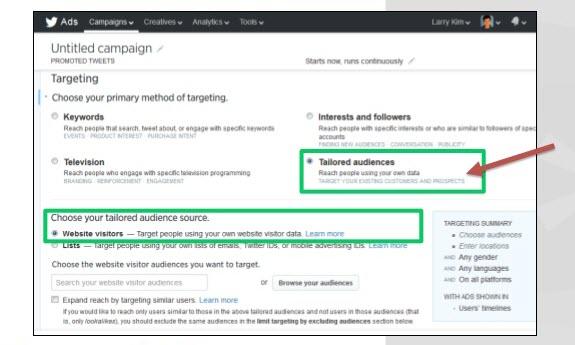 Ads Campaigns Creatives Analytics Tools Larry Kim
Untitled campaign
PROMOTED TWEETS
Starts now, runs continuously
Targeting
Choose your primary method of targeting.
Keywords
Reach people that search, tweet about, or engage with specific keywords
EVENTS · PRODUCT INTEREST · PURCHASE INTENT
Interests and followers
Reach people with specific interests or who are similar to followers of spec
accounts
FINDING NEW AUDIENCES · CONVERSATION · PUBLICITY
Television
Reach people who engage with specific television programming
BRANDING · REINFORCEMENT · ENGAGEMENT
Tailored audiences
Reach people using your own data
TARGET YOUR EXISTING CUSTOMERS AND PROSPECTS
Choose your tailored audience source.
Website visitors — Target people using your own website visitor data. Learn more
Lists — Target people using your own lists of emails, Twitter IDs, or mobile advertising IDs. Learn more
Choose the website visitor audiences you want to target.
Search your website visitor audiences or Browse your audiences
Expand reach by targeting similar users. Learn more
If you would like to reach only users similar to those in the above tailored audiences and not users in those audiences (that
is, only lookalikes), you should exclude the same audiences in the limit targeting by excluding audiences section below.
TARGETING SUMMARY
Choose audiences
Enter locations
AND Any gender
AND Any languages
AND On all platforms
WITH ADS SHOWN IN
Users' timelines